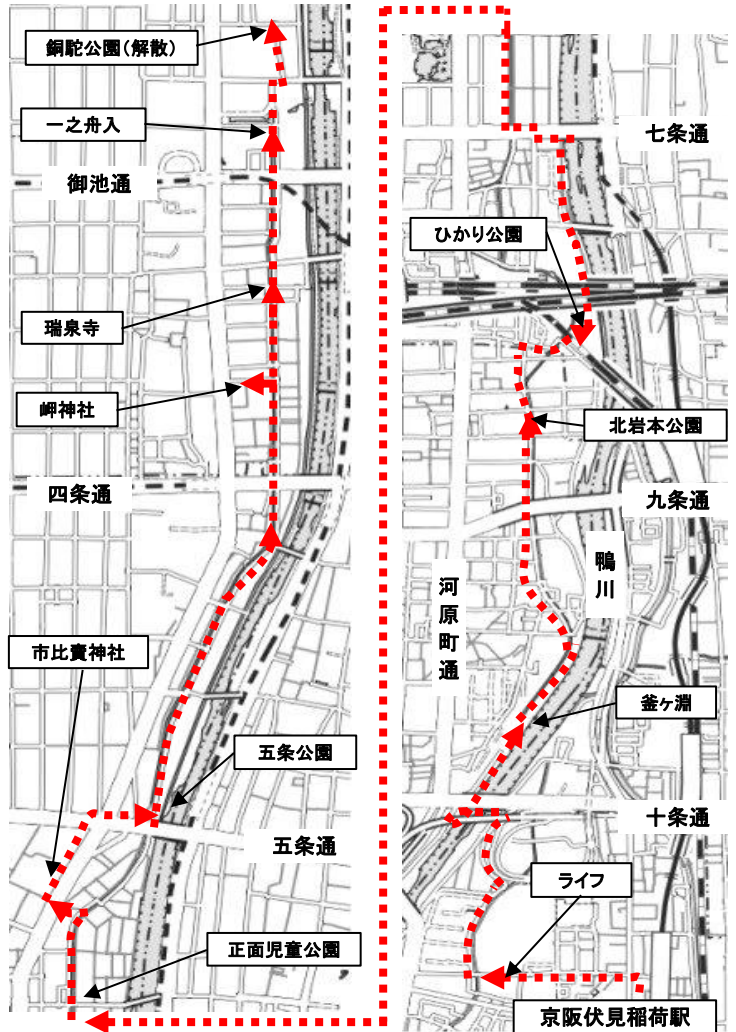 銅駝公園(解散)
一之舟入
御池通
瑞泉寺
岬神社
四条通
市比賣神社
五条公園
五条通
正面児童公園
七条通
ひかり公園
北岩本公園
九条通
鴨川
河原町通
釜ヶ淵
十条通
ライフ
京阪伏見稲荷駅